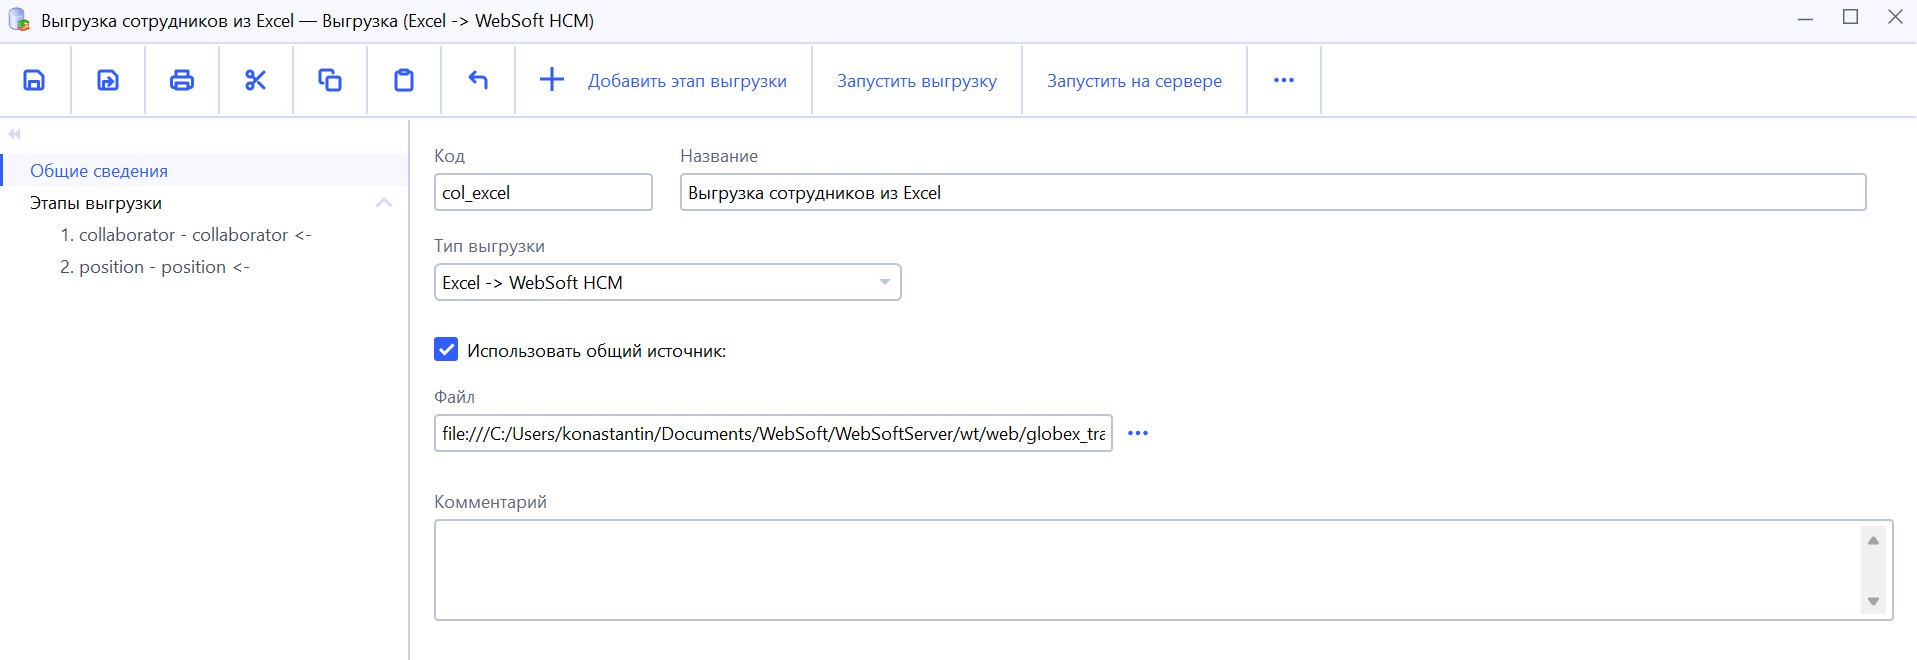 Выгрузка сотрудников из Excel — Выгрузка (Excel -> WebSoft HCM)
Добавить этап выгрузки
Запустить выгрузку
Запустить на сервере
Общие сведения
Этапы выгрузки
1. collaborator - collaborator <-
2. position - position <-
Код
Название
col_excel
Выгрузка сотрудников из Excel
Тип выгрузки
Excel -> WebSoft HCM
Использовать общий источник:
Файл
file:///C:/Users/konastantin/Documents/WebSoft/WebSoftServer/wt/web/globex_tra
Комментарий